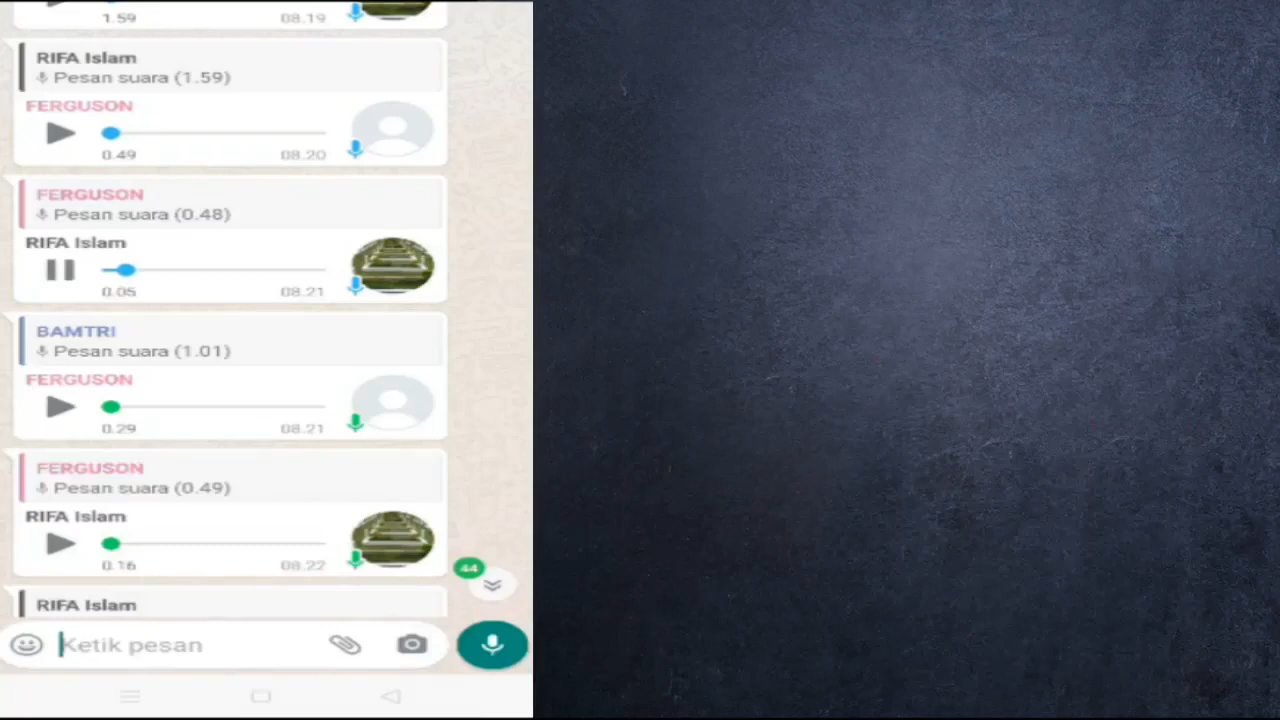 1.59 08.19
RIFA Islam
Pesan suara (1.59)
FERGUSON
0.49 08.20
FERGUSON
Pesan suara (0.48)
RIFA Islam
0.05 08.21
BAMTRI
Pesan suara (1.01)
FERGUSON
0.29 08.21
FERGUSON
Pesan suara (0.49)
RIFA Islam
0.16 08.22
44
RIFA Islam
Ketik pesan